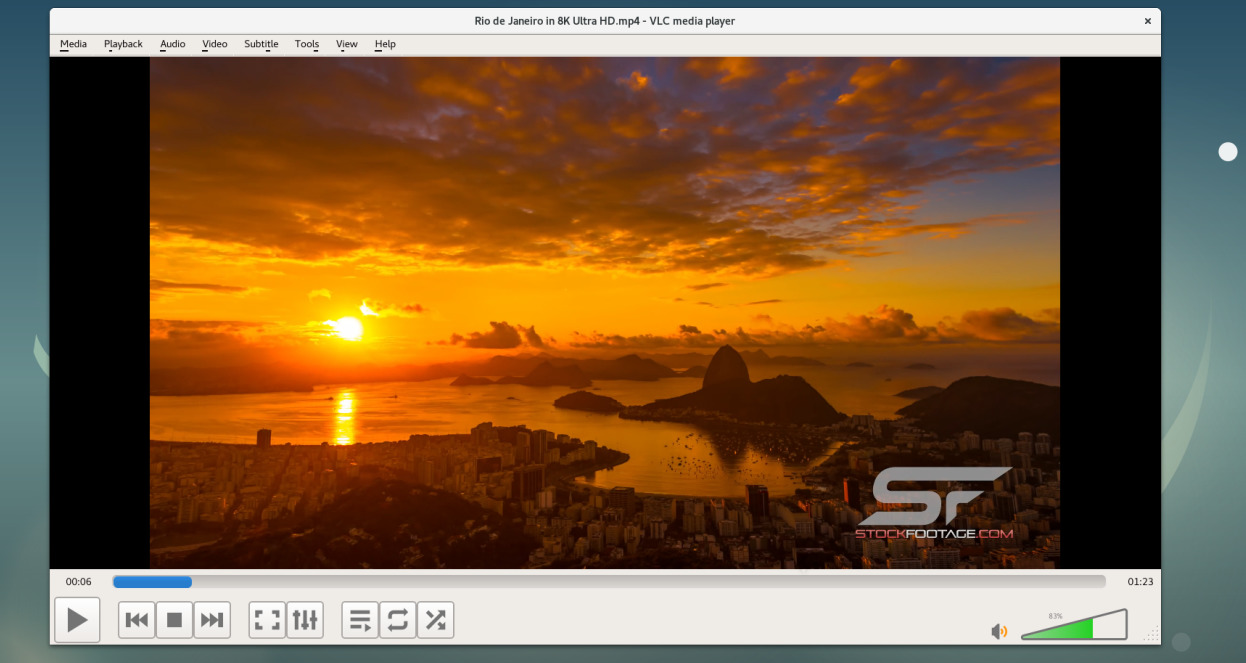 Rio de Janeiro in 8K Ultra HD.mp4 - VLC media player
Media Playback Audio Video Subtitle Tools View Help
SF
STOCKFOOTAGE.COM
00:06
01:23
83%